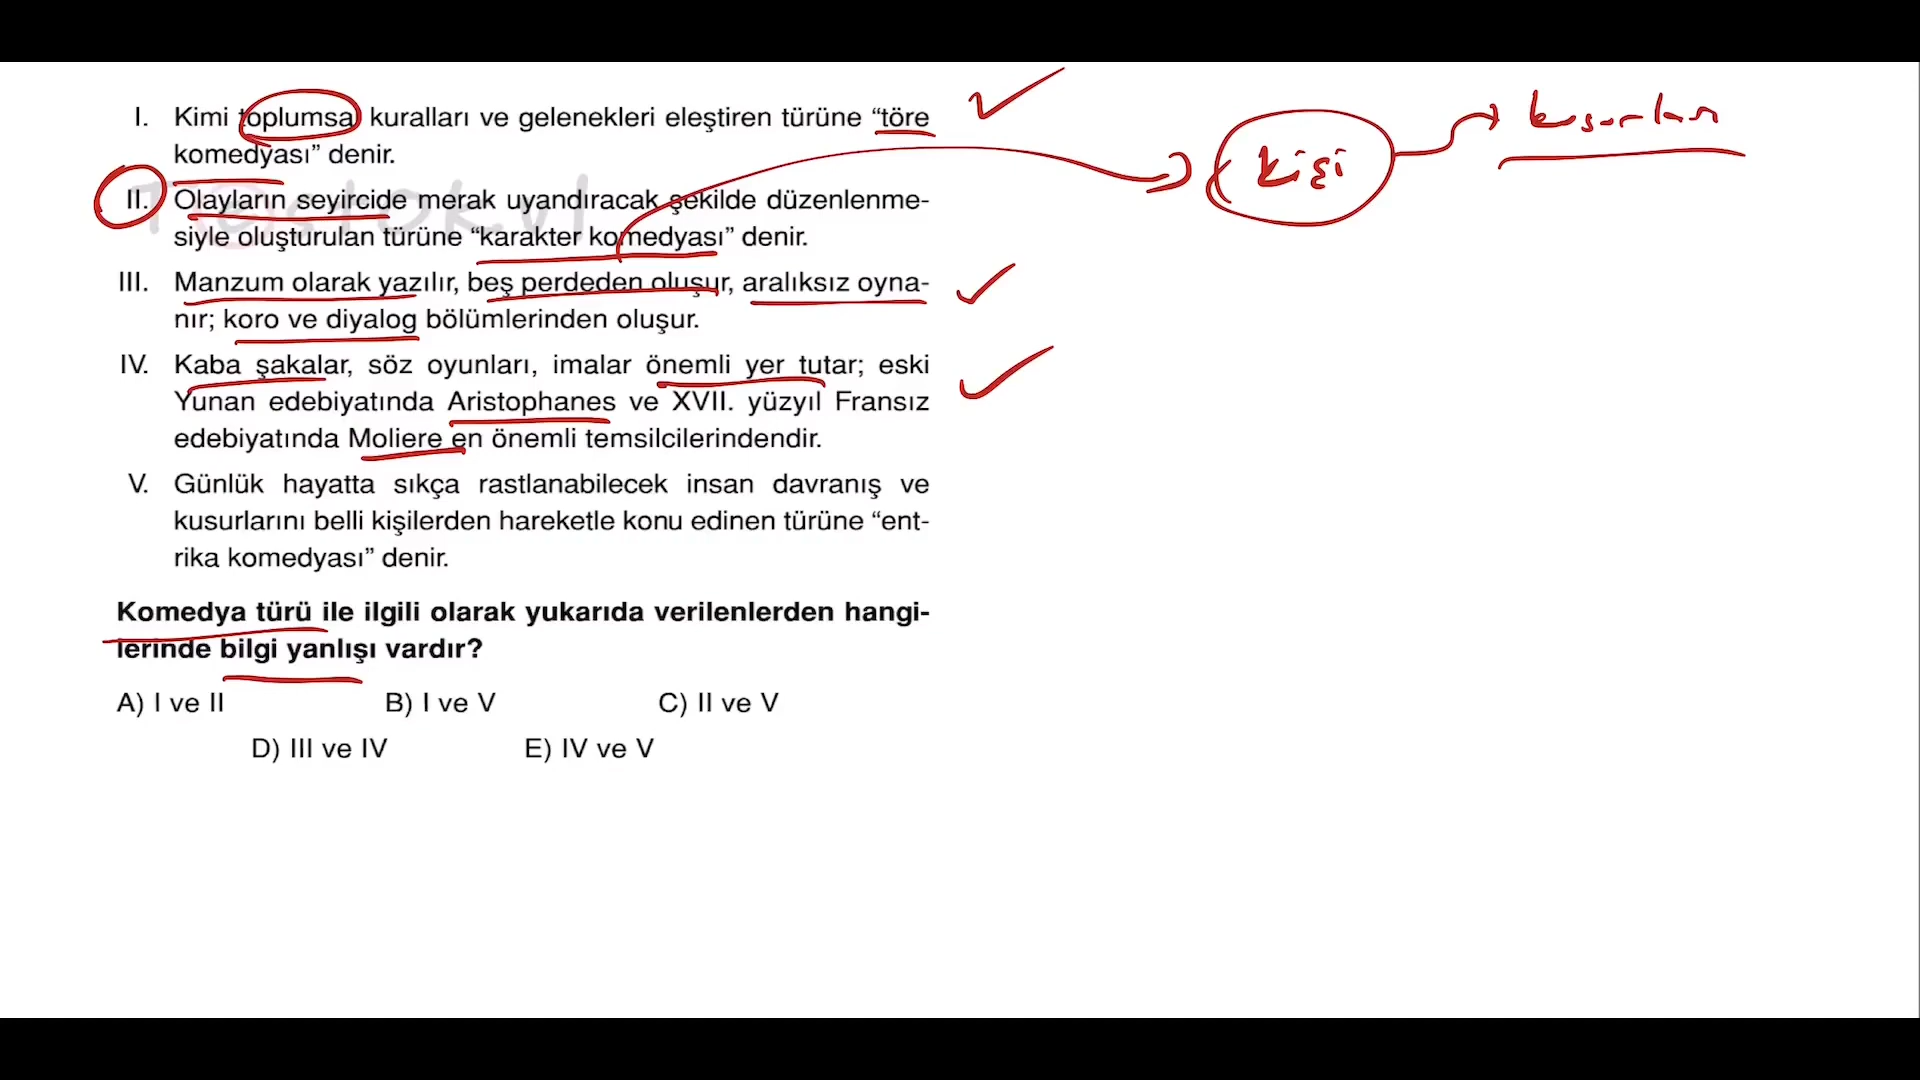 I. Kimi toplumsal kuralları ve gelenekleri eleştiren türüne “töre
komedyası” denir.
II. Olayların seyircide merak uyandıracak şekilde düzenlenme-
siyle oluşturulan türüne “karakter komedyası” denir.
III. Manzum olarak yazılır, beş perdeden oluşur, aralıksız oyna-
nır; koro ve diyalog bölümlerinden oluşur.
IV. Kaba şakalar, söz oyunları, imalar önemli yer tutar; eski
Yunan edebiyatında Aristophanes ve XVII. yüzyıl Fransız
edebiyatında Moliere en önemli temsilcilerindendir.
V. Günlük hayatta sıkça rastlanabilecek insan davranış ve
kusurlarını belli kişilerden hareketle konu edinen türüne “ent-
rika komedyası” denir.
Komedya türü ile ilgili olarak yukarıda verilenlerden hangi-
lerinde bilgi yanlışı vardır?
A) I ve II B) I ve V C) II ve V
D) III ve IV E) IV ve V
kişi
kusurları